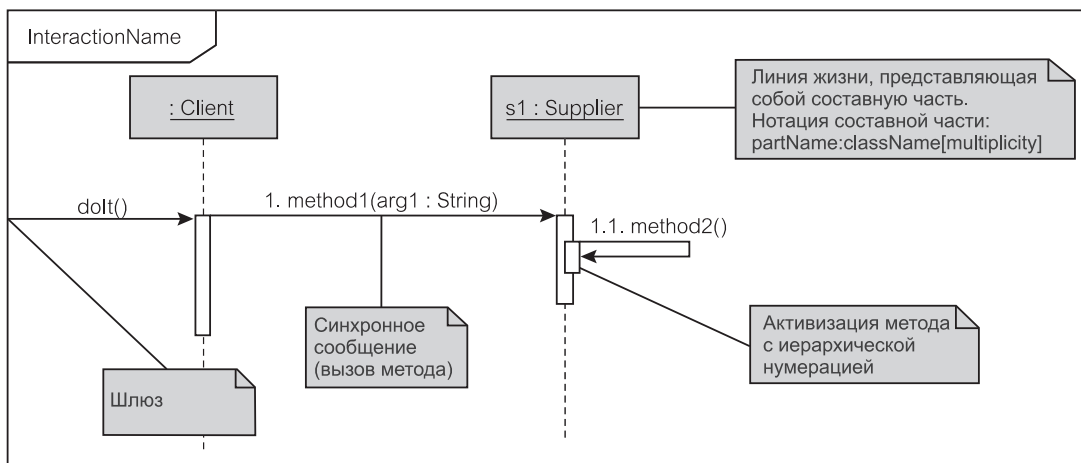 InteractionName
: Client
s1 : Supplier
Линия жизни, представляющая
собой составную часть.
Нотация составной части:
partName:className[multiplicity]
doIt()
1. method1(arg1 : String)
1.1. method2()
Синхронное
сообщение
(вызов метода)
Активизация метода
с иерархической
нумерацией
Шлюз